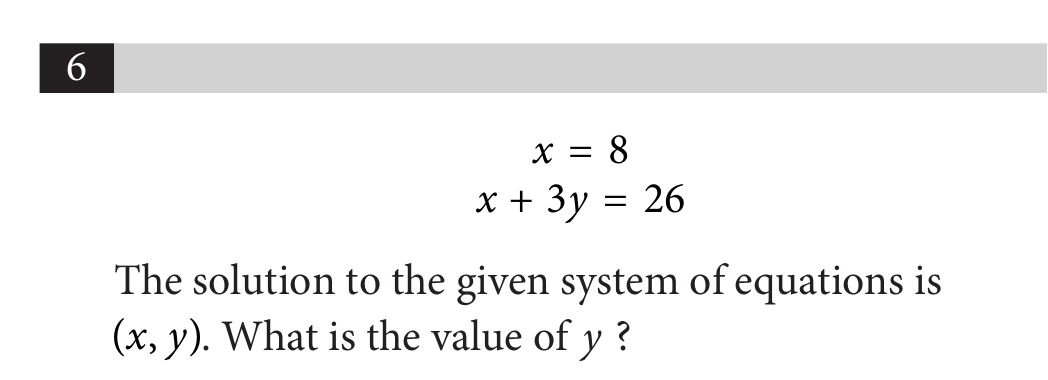 6
x = 8
x + 3y = 26
The solution to the given system of equations is
(x, y). What is the value of y ?